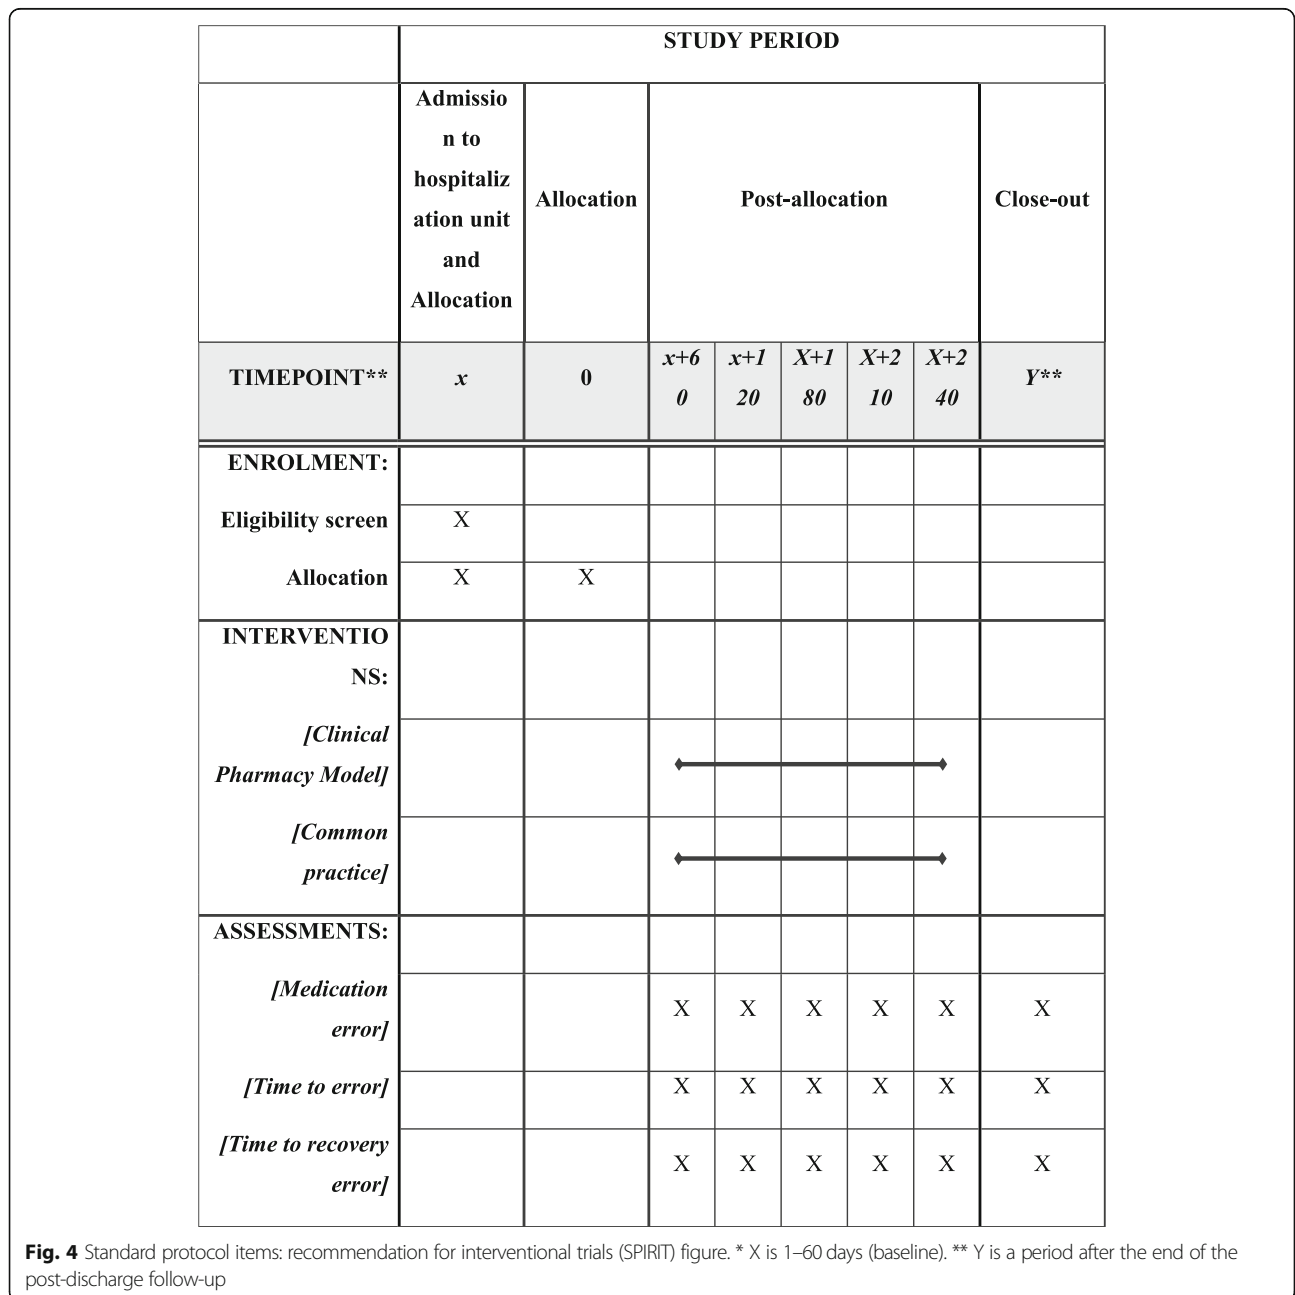 STUDY PERIOD
Admissio
n to
hospitaliz
ation unit
and
Allocation
Allocation
Post-allocation
Close-out
TIMEPOINT**
x
0
x+6
0
x+1
20
X+1
80
X+2
10
X+2
40
Y**
ENROLMENT:
Eligibility screen X
Allocation X X
INTERVENTIO
NS:
[Clinical
Pharmacy Model]
[Common
practice]
ASSESSMENTS:
[Medication
error]
X X X X X X
[Time to error] X X X X X X
[Time to recovery
error]
X X X X X X
Fig. 4 Standard protocol items: recommendation for interventional trials (SPIRIT) figure. * X is 1–60 days (baseline). ** Y is a period after the end of the
post-discharge follow-up